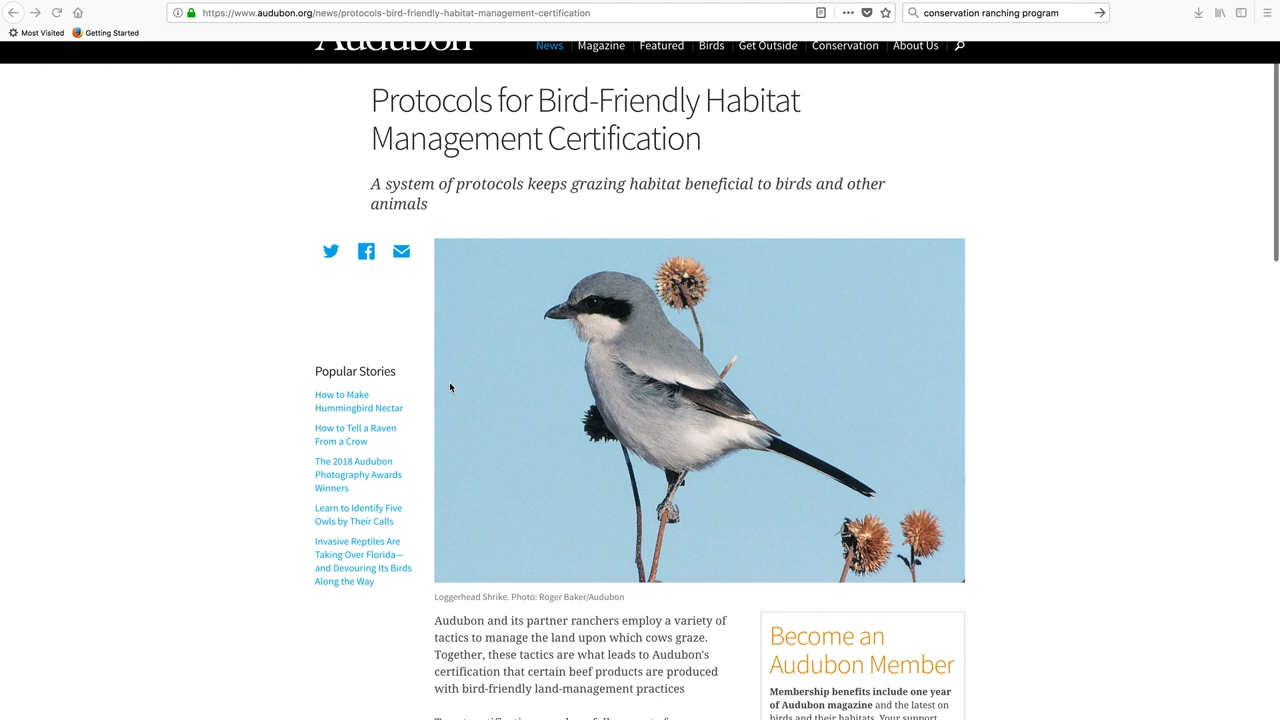 https://www.audubon.org/news/protocols-bird-friendly-habitat-management-certification
conservation ranching program
Most Visited
Getting Started
Audubon
News
Magazine
Featured
Birds
Get Outside
Conservation
About Us
Protocols for Bird-Friendly Habitat
Management Certification
A system of protocols keeps grazing habitat beneficial to birds and other
animals
Popular Stories
How to Make
Hummingbird Nectar
How to Tell a Raven
From a Crow
The 2018 Audubon
Photography Awards
Winners
Learn to Identify Five
Owls by Their Calls
Invasive Reptiles Are
Taking Over Florida—
and Devouring Its Birds
Along the Way
Loggerhead Shrike. Photo: Roger Baker/Audubon
Audubon and its partner ranchers employ a variety of
tactics to manage the land upon which cows graze.
Together, these tactics are what leads to Audubon's
certification that certain beef products are produced
with bird-friendly land-management practices
Become an
Audubon Member
Membership benefits include one year
of Audubon magazine and the latest on
birds and their habitats. Your support